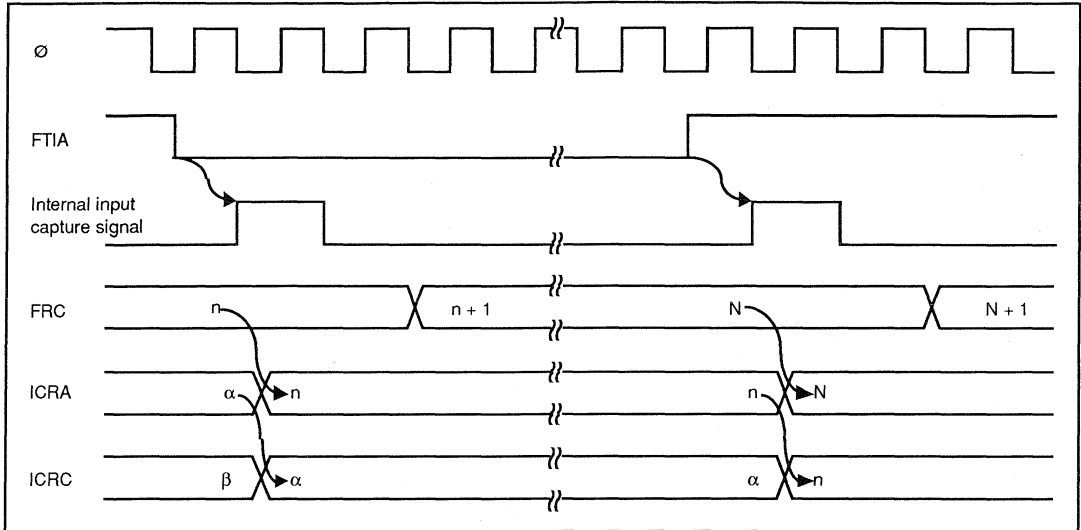 Ø
FTIA
Internal input
capture signal
FRC n n + 1 N N + 1
ICRA α n n N
ICRC β α α n